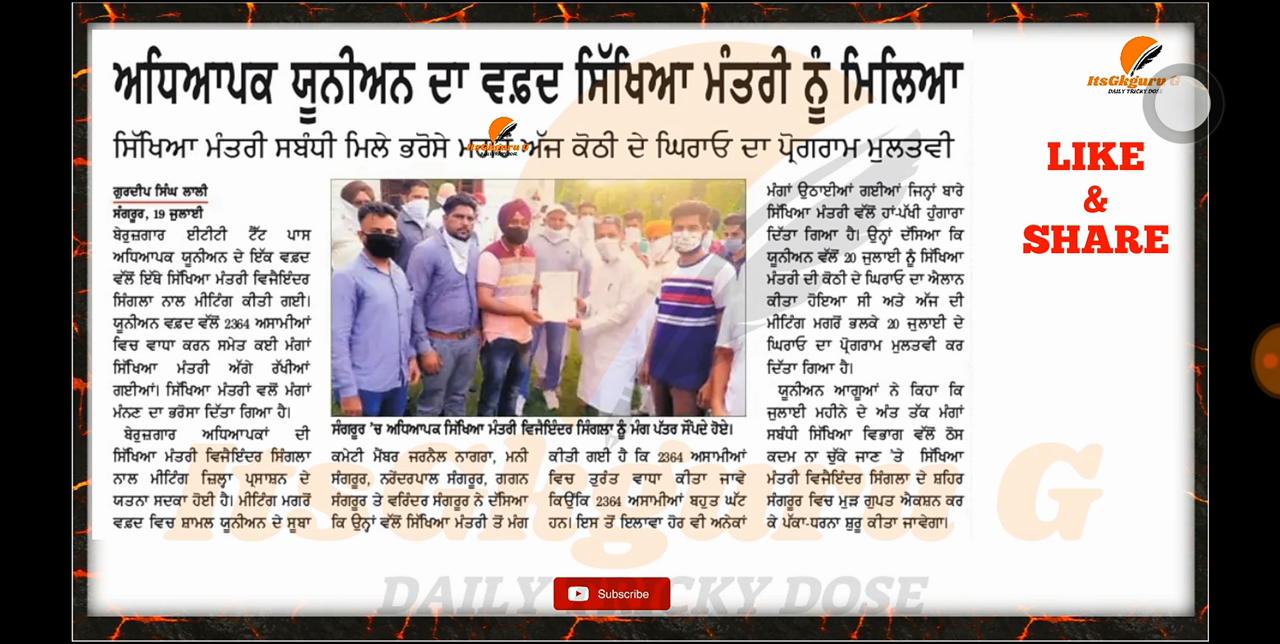 ਅਧਿਆਪਕ ਯੂਨੀਅਨ ਦਾ ਵਫ਼ਦ ਸਿੱਖਿਆ ਮੰਤਰੀ ਨੂੰ ਮਿਲਿਆ
ਸਿੱਖਿਆ ਮੰਤਰੀ ਸਬੰਧੀ ਮਿਲੇ ਭਰੋਸੇ ਅੱਜ ਕੋਠੀ ਦੇ ਘਿਰਾਓ ਦਾ ਪ੍ਰੋਗਰਾਮ ਮੁਲਤਵੀ
ਗੁਰਦੀਪ ਸਿੰਘ ਲਾਲੀ
ਸੰਗਰੂਰ, 19 ਜੁਲਾਈ
ਬੇਰੁਜ਼ਗਾਰ ਈਟੀਟੀ ਟੈੱਟ ਪਾਸ
ਅਧਿਆਪਕ ਯੂਨੀਅਨ ਦੇ ਇੱਕ ਵਫ਼ਦ
ਵੱਲੋਂ ਇੱਥੇ ਸਿੱਖਿਆ ਮੰਤਰੀ ਵਿਜੈਇੰਦਰ
ਸਿੰਗਲਾ ਨਾਲ ਮੀਟਿੰਗ ਕੀਤੀ ਗਈ।
ਯੂਨੀਅਨ ਵਫ਼ਦ ਵੱਲੋਂ 2364 ਅਸਾਮੀਆਂ
ਵਿਚ ਵਾਧਾ ਕਰਨ ਸਮੇਤ ਕਈ ਮੰਗਾਂ
ਸਿੱਖਿਆ ਮੰਤਰੀ ਅੱਗੇ ਰੱਖੀਆਂ
ਗਈਆਂ। ਸਿੱਖਿਆ ਮੰਤਰੀ ਵਲੋਂ ਮੰਗਾਂ
ਮੰਨਣ ਦਾ ਭਰੋਸਾ ਦਿੱਤਾ ਗਿਆ ਹੈ।
ਬੇਰੁਜ਼ਗਾਰ ਅਧਿਆਪਕਾਂ ਦੀ
ਸਿੱਖਿਆ ਮੰਤਰੀ ਵਿਜੈਇੰਦਰ ਸਿੰਗਲਾ
ਨਾਲ ਮੀਟਿੰਗ ਜ਼ਿਲ੍ਹਾ ਪ੍ਰਸ਼ਾਸਨ ਦੇ
ਯਤਨਾ ਸਦਕਾ ਹੋਈ ਹੈ। ਮੀਟਿੰਗ ਮਗਰੋਂ
ਵਫ਼ਦ ਵਿਚ ਸ਼ਾਮਲ ਯੂਨੀਅਨ ਦੇ ਸੂਬਾ
ਸੰਗਰੂਰ 'ਚ ਅਧਿਆਪਕ ਸਿੱਖਿਆ ਮੰਤਰੀ ਵਿਜੈਇੰਦਰ ਸਿੰਗਲਾ ਨੂੰ ਮੰਗ ਪੱਤਰ ਸੌਂਪਦੇ ਹੋਏ।
ਕਮੇਟੀ ਮੈਂਬਰ ਜਰਨੈਲ ਨਾਗਰਾ, ਮਨੀ
ਸੰਗਰੂਰ, ਨਰੇਂਦਰਪਾਲ ਸੰਗਰੂਰ, ਗਗਨ
ਸੰਗਰੂਰ ਤੇ ਵਰਿੰਦਰ ਸੰਗਰੂਰ ਨੇ ਦੱਸਿਆ
ਕਿ ਉਨ੍ਹਾਂ ਵੱਲੋਂ ਸਿੱਖਿਆ ਮੰਤਰੀ ਤੋਂ ਮੰਗ
ਕੀਤੀ ਗਈ ਹੈ ਕਿ 2364 ਅਸਾਮੀਆਂ
ਵਿਚ ਤੁਰੰਤ ਵਾਧਾ ਕੀਤਾ ਜਾਵੇ
ਕਿਉਂਕਿ 2364 ਅਸਾਮੀਆਂ ਬਹੁਤ ਘੱਟ
ਹਨ। ਇਸ ਤੋਂ ਇਲਾਵਾ ਹੋਰ ਵੀ ਅਨੇਕਾਂ
ਮੰਗਾਂ ਉਠਾਈਆਂ ਗਈਆਂ ਜਿਨ੍ਹਾਂ ਬਾਰੇ
ਸਿੱਖਿਆ ਮੰਤਰੀ ਵੱਲੋਂ ਹਾਂ-ਪੱਖੀ ਹੁੰਗਾਰਾ
ਦਿੱਤਾ ਗਿਆ ਹੈ। ਉਨ੍ਹਾਂ ਦੱਸਿਆ ਕਿ
ਯੂਨੀਅਨ ਵੱਲੋਂ 20 ਜੁਲਾਈ ਨੂੰ ਸਿੱਖਿਆ
ਮੰਤਰੀ ਦੀ ਕੋਠੀ ਦੇ ਘਿਰਾਓ ਦਾ ਐਲਾਨ
ਕੀਤਾ ਹੋਇਆ ਸੀ ਅਤੇ ਅੱਜ ਦੀ
ਮੀਟਿੰਗ ਮਗਰੋਂ ਭਲਕੇ 20 ਜੁਲਾਈ ਦੇ
ਘਿਰਾਓ ਦਾ ਪ੍ਰੋਗਰਾਮ ਮੁਲਤਵੀ ਕਰ
ਦਿੱਤਾ ਗਿਆ ਹੈ।
ਯੂਨੀਅਨ ਆਗੂਆਂ ਨੇ ਕਿਹਾ ਕਿ
ਜੁਲਾਈ ਮਹੀਨੇ ਦੇ ਅੰਤ ਤੱਕ ਮੰਗਾਂ
ਸਬੰਧੀ ਸਿੱਖਿਆ ਵਿਭਾਗ ਵੱਲੋਂ ਠੋਸ
ਕਦਮ ਨਾ ਚੁੱਕੇ ਜਾਣ 'ਤੇ ਸਿੱਖਿਆ
ਮੰਤਰੀ ਵਿਜੈਇੰਦਰ ਸਿੰਗਲਾ ਦੇ ਸ਼ਹਿਰ
ਸੰਗਰੂਰ ਵਿਚ ਮੁੜ ਗੁਪਤ ਐਕਸ਼ਨ ਕਰ
ਕੇ ਪੱਕਾ-ਧਰਨਾ ਸ਼ੁਰੂ ਕੀਤਾ ਜਾਵੇਗਾ।
ItsGkguru G
DAILY TRICKY DOSE
LIKE
&
SHARE
ItsGkguru G
DAILY TRICKY DOSE
Subscribe